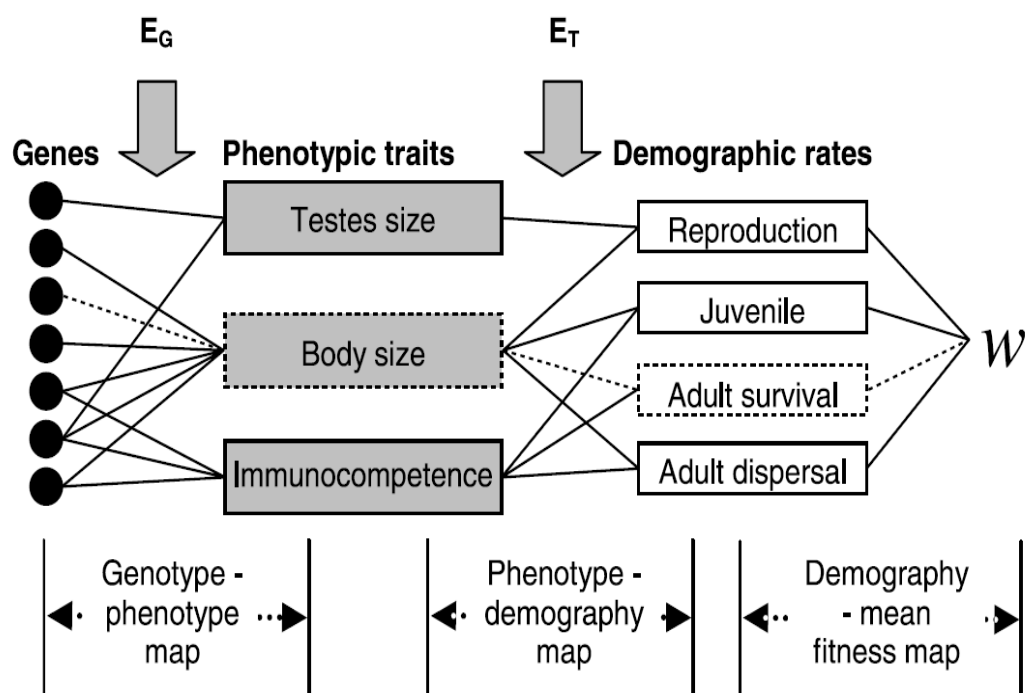 E_G
E_T
Genes
Phenotypic traits
Demographic rates
Testes size
Reproduction
Juvenile
Body size
Adult survival
Immunocompetence
Adult dispersal
w
Genotype -
phenotype
map
Phenotype -
demography
map
Demography
- mean
fitness map